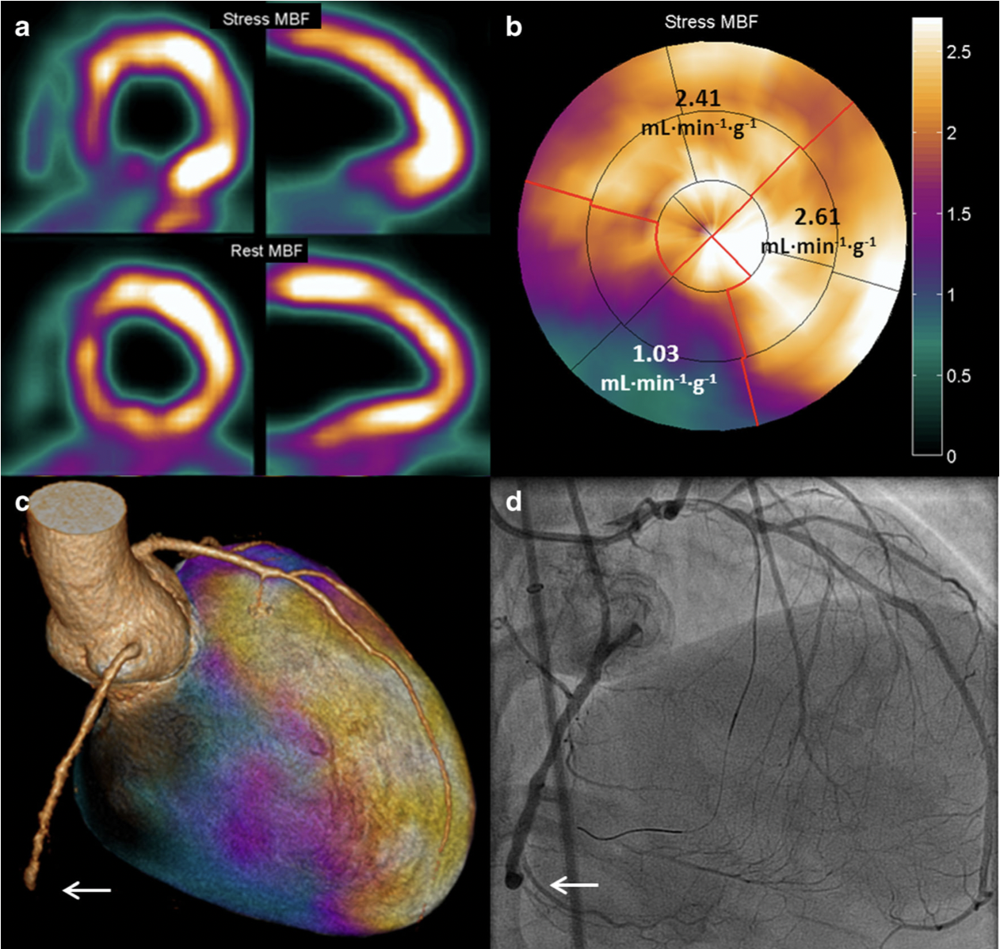 a
Stress MBF
Rest MBF
b
Stress MBF
2.41
mL·min⁻¹·g⁻¹
2.61
mL·min⁻¹·g⁻¹
1.03
mL·min⁻¹·g⁻¹
2.5
2
1.5
1
0.5
0
c
d